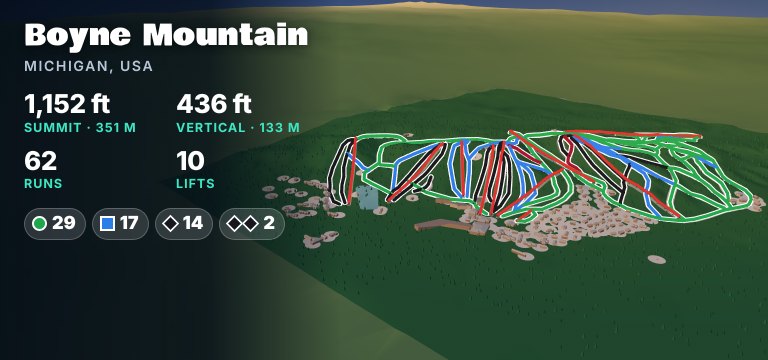 Boyne Mountain
MICHIGAN, USA
1,152 ft 436 ft
SUMMIT · 351 M VERTICAL · 133 M
62 10
RUNS LIFTS
29 17 14 2